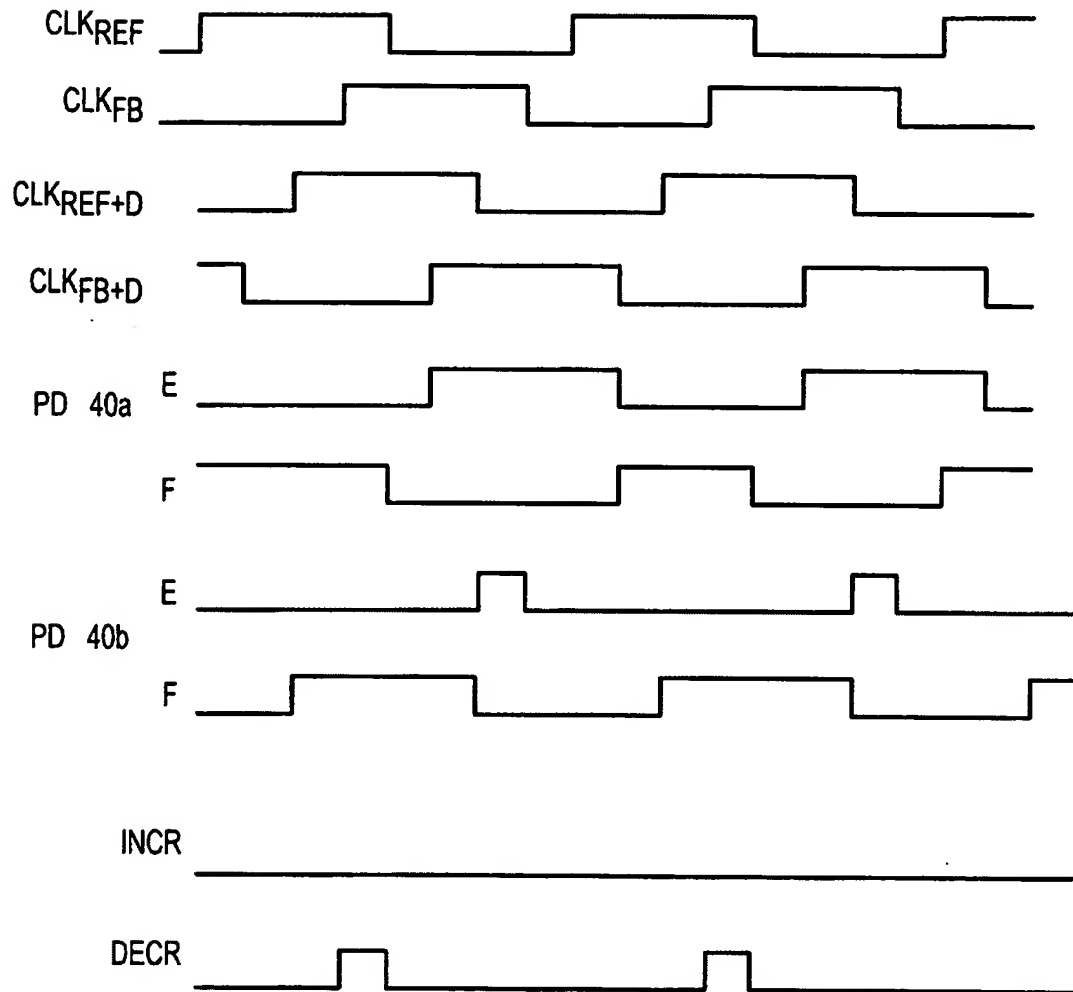 CLKREF
CLKFB
CLKREF+D
CLKFB+D
E
PD 40a
F
E
PD 40b
F
INCR
DECR